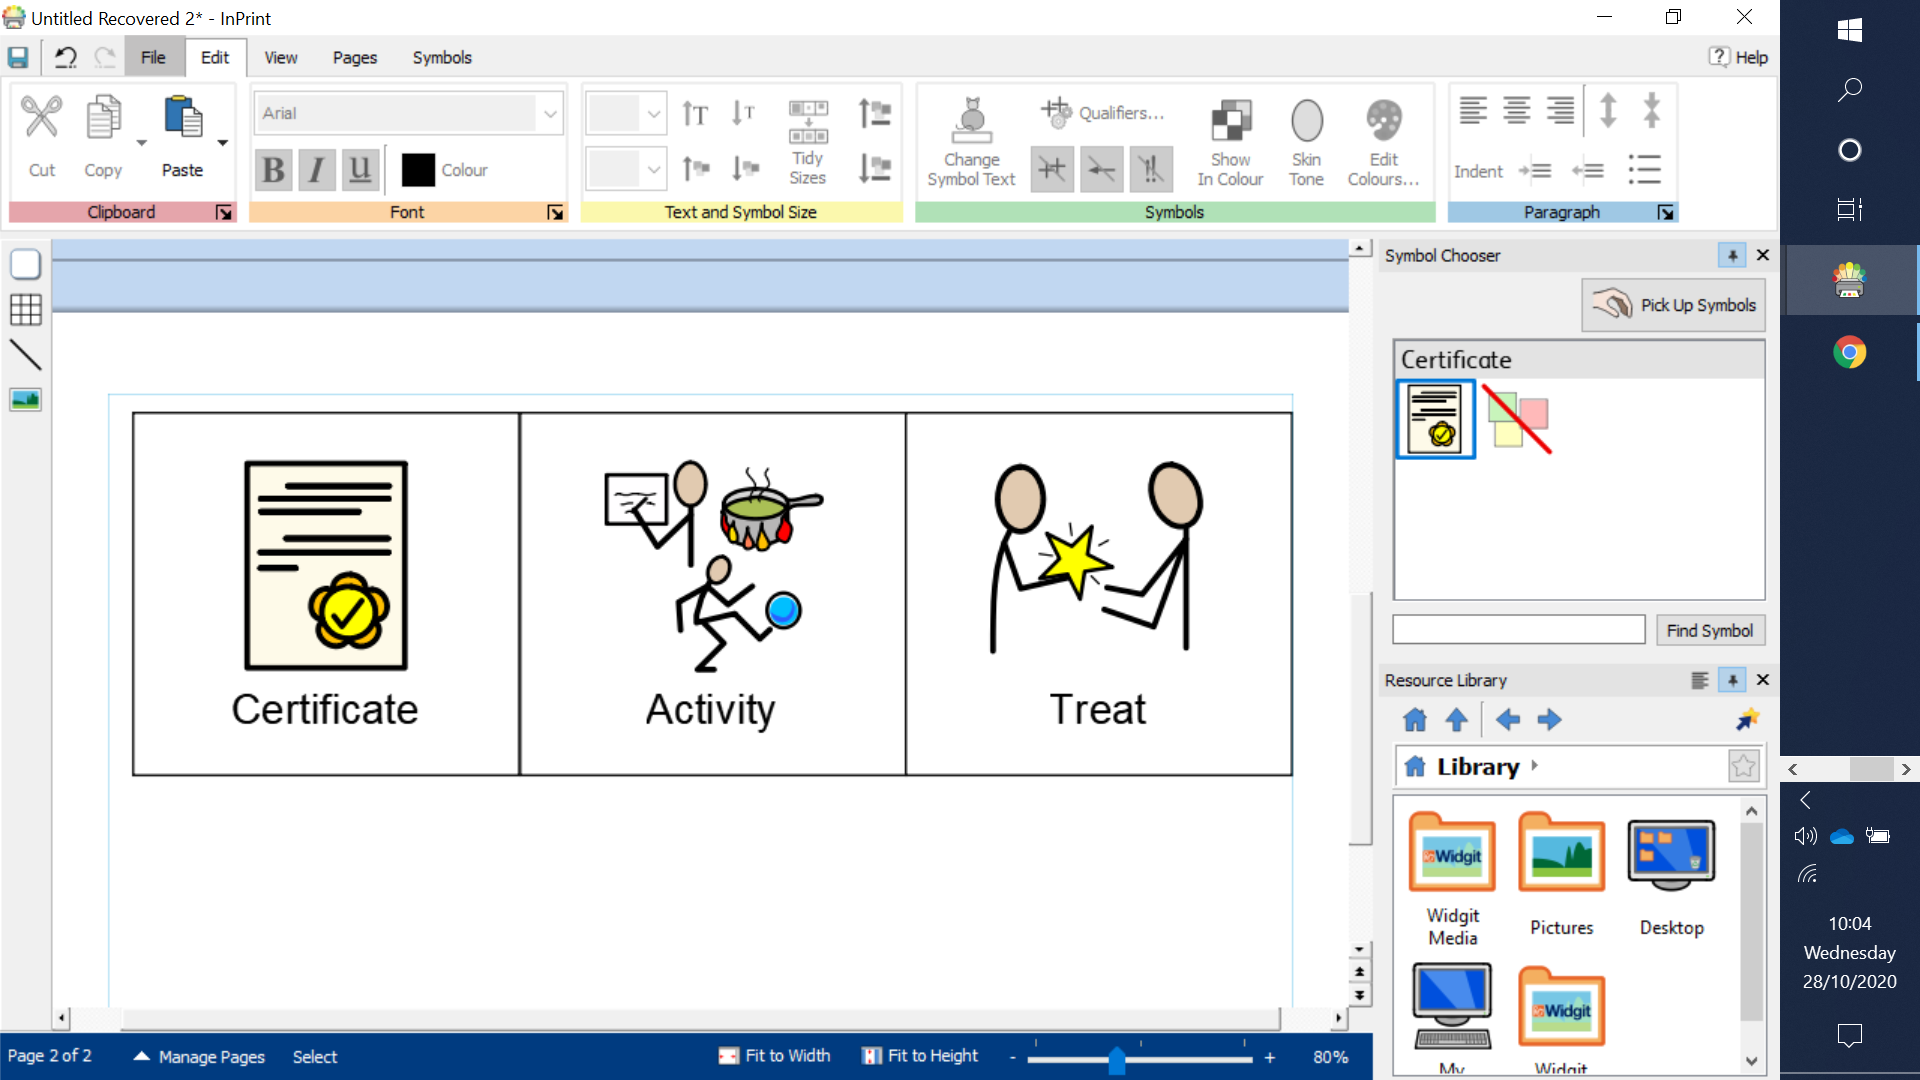 Untitled Recovered 2* - InPrint
File Edit View Pages Symbols
Help
Cut Copy Paste
Clipboard
Arial
B I U Colour
Font
T T
Tidy
Sizes
Text and Symbol Size
Change
Symbol Text
Qualifiers...
Show
In Colour
Skin
Tone
Edit
Colours...
Symbols
Indent
Paragraph
Certificate Activity Treat
Symbol Chooser
Pick Up Symbols
Certificate
Find Symbol
Resource Library
Library
Widgit
Widgit
Media
Pictures
Desktop
Widgit
My Widgit
Page 2 of 2 Manage Pages Select Fit to Width Fit to Height - + 80%
10:04
Wednesday
28/10/2020